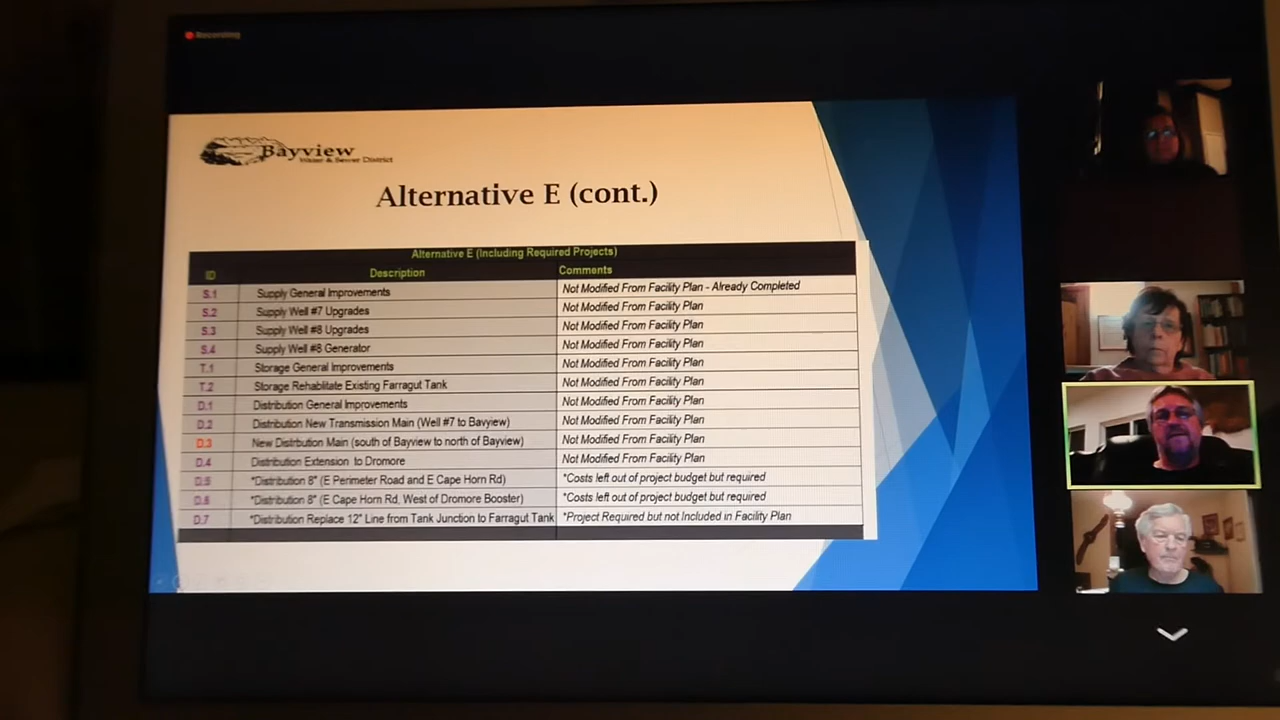 Recording
Bayview
Water & Sewer District
Alternative E (cont.)
Alternative E (Including Required Projects)
ID Description Comments
S.1 Supply General Improvements Not Modified From Facility Plan - Already Completed
S.2 Supply Well #7 Upgrades Not Modified From Facility Plan
S.3 Supply Well #8 Upgrades Not Modified From Facility Plan
S.4 Supply Well #8 Generator Not Modified From Facility Plan
T.1 Storage General Improvements Not Modified From Facility Plan
T.2 Storage Rehablitate Existing Farragut Tank Not Modified From Facility Plan
D.1 Distribution General Improvements Not Modified From Facility Plan
D.2 Distribution New Transmission Main (Well #7 to Bayview) Not Modified From Facility Plan
D.3 New Distrbution Main (south of Bayview to north of Bayview) Not Modified From Facility Plan
D.4 Distribution Extension to Dromore Not Modified From Facility Plan
D.5 *Distribution 8" (E Perimeter Road and E Cape Horn Rd) *Costs left out of project budget but required
D.6 *Distribution 8" (E Cape Horn Rd, West of Dromore Booster) *Costs left out of project budget but required
D.7 *Distribution Replace 12" Line from Tank Junction to Farragut Tank *Project Required but not Included in Facility Plan